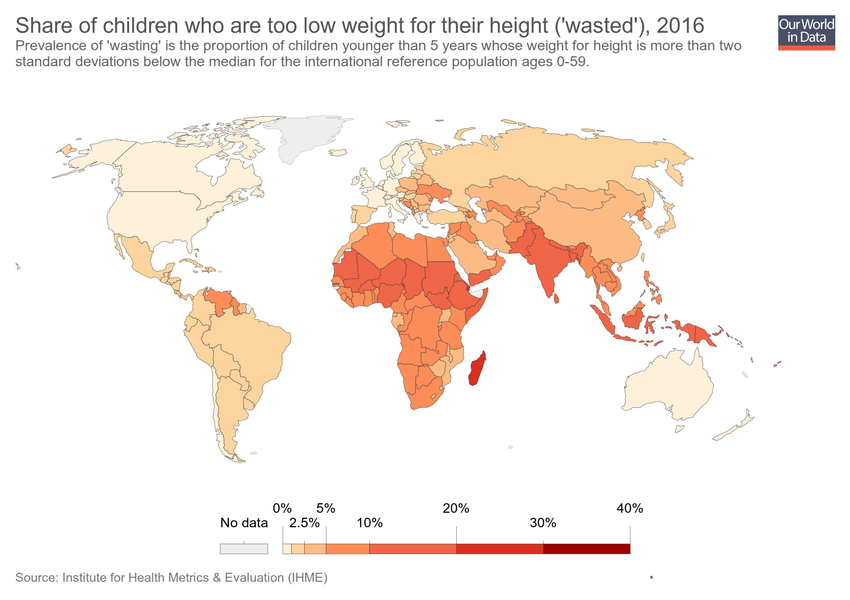 Share of children who are too low weight for their height ('wasted'), 2016
Our World
in Data
Prevalence of 'wasting' is the proportion of children younger than 5 years whose weight for height is more than two
standard deviations below the median for the international reference population ages 0-59.
0% 5% 20% 40%
No data 2.5% 10% 30%
Source: Institute for Health Metrics & Evaluation (IHME)